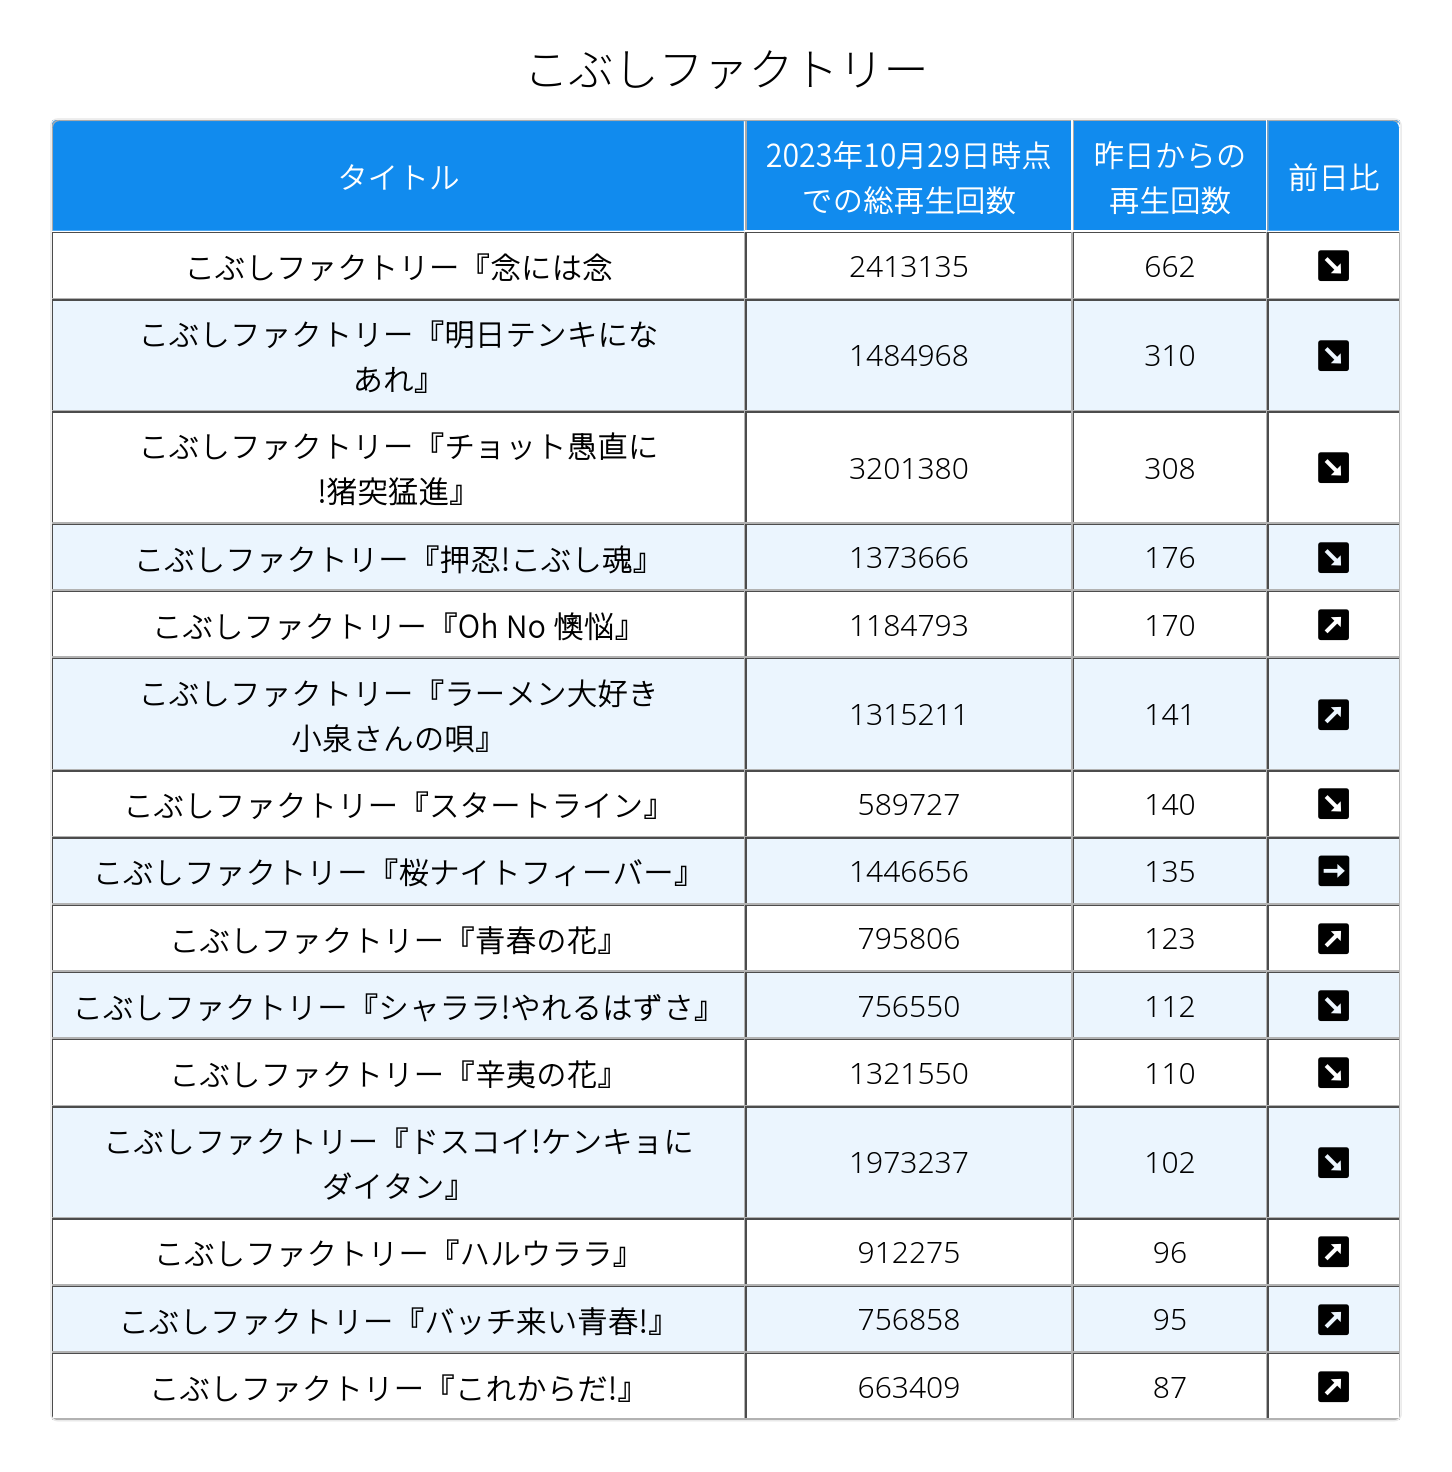 こぶしファクトリー
タイトル
2023年10月29日時点
での総再生回数
昨日からの
再生回数
前日比
こぶしファクトリー『念には念 2413135 662 ↘
こぶしファクトリー『明日テンキにな
あれ』 1484968 310 ↘
こぶしファクトリー『チョット愚直に
!猪突猛進』 3201380 308 ↘
こぶしファクトリー『押忍!こぶし魂』 1373666 176 ↘
こぶしファクトリー『Oh No 懊悩』 1184793 170 ↗
こぶしファクトリー『ラーメン大好き
小泉さんの唄』 1315211 141 ↗
こぶしファクトリー『スタートライン』 589727 140 ↘
こぶしファクトリー『桜ナイトフィーバー』 1446656 135 →
こぶしファクトリー『青春の花』 795806 123 ↗
こぶしファクトリー『シャララ!やれるはずさ』 756550 112 ↘
こぶしファクトリー『辛夷の花』 1321550 110 ↘
こぶしファクトリー『ドスコイ!ケンキョに
ダイタン』 1973237 102 ↘
こぶしファクトリー『ハルウララ』 912275 96 ↗
こぶしファクトリー『バッチ来い青春!』 756858 95 ↗
こぶしファクトリー『これからだ!』 663409 87 ↗